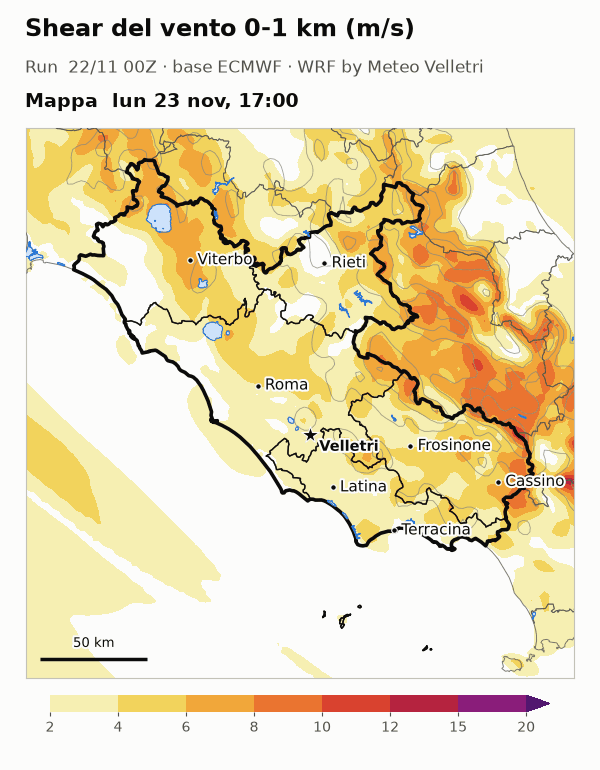 Shear del vento 0-1 km (m/s)
Run  22/11 00Z · base ECMWF · WRF by Meteo Velletri
Mappa  lun 23 nov, 17:00
Viterbo
Rieti
Roma
Velletri
Frosinone
Cassino
Latina
Terracina
50 km
2 4 6 8 10 12 15 20